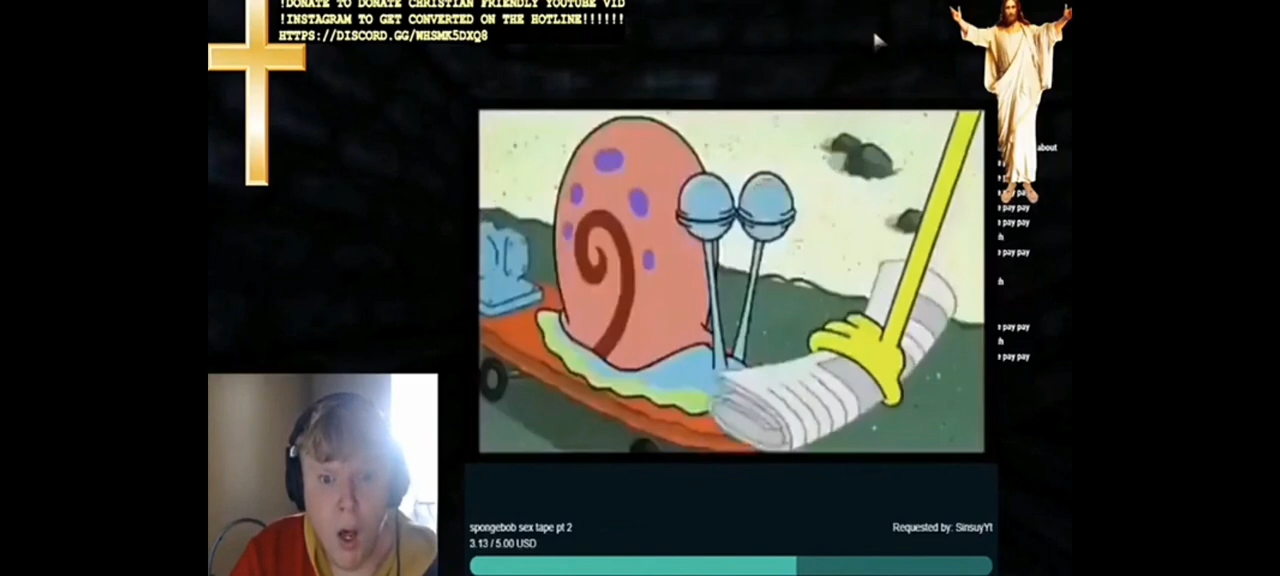 !DONATE TO DONATE CHRISTIAN FRIENDLY YOUTUBE VID
!INSTAGRAM TO GET CONVERTED ON THE HOTLINE!!!!!!
HTTPS://DISCORD.GG/WHSMK5DXQ8
about
pay
pay pay
pay pay
pay pay
pay pay
pay pay
spongebob sex tape pt 2
Requested by: SinsuyYt
3.13 / 5.00 USD